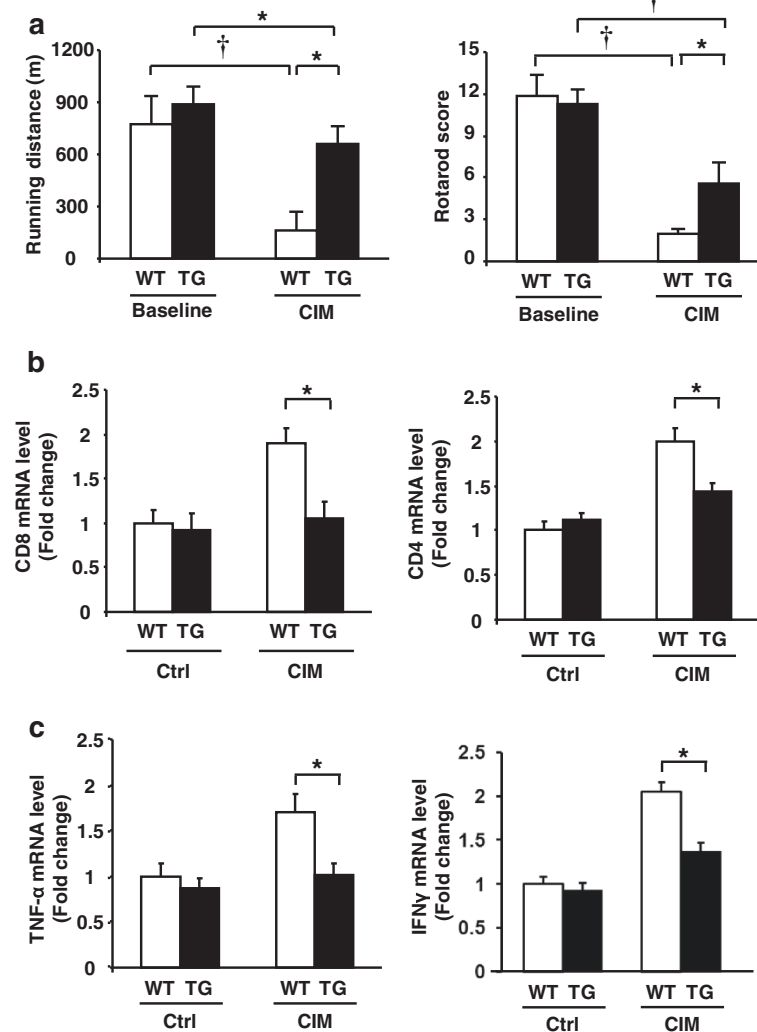 a
*
†
*
Running distance (m)
1200
900
600
300
0
WT TG WT TG
Baseline CIM
†
*
Rotarod score
15
12
9
6
3
0
WT TG WT TG
Baseline CIM
b
CD8 mRNA level
(Fold change)
2.5
2
1.5
1
0.5
0
*
WT TG WT TG
Ctrl CIM
CD4 mRNA level
(Fold change)
2.5
2
1.5
1
0.5
0
*
WT TG WT TG
Ctrl CIM
c
TNF-α mRNA level
(Fold change)
2.5
2
1.5
1
0.5
0
*
WT TG WT TG
Ctrl CIM
IFNγ mRNA level
(Fold change)
2.5
2
1.5
1
0.5
0
*
WT TG WT TG
Ctrl CIM